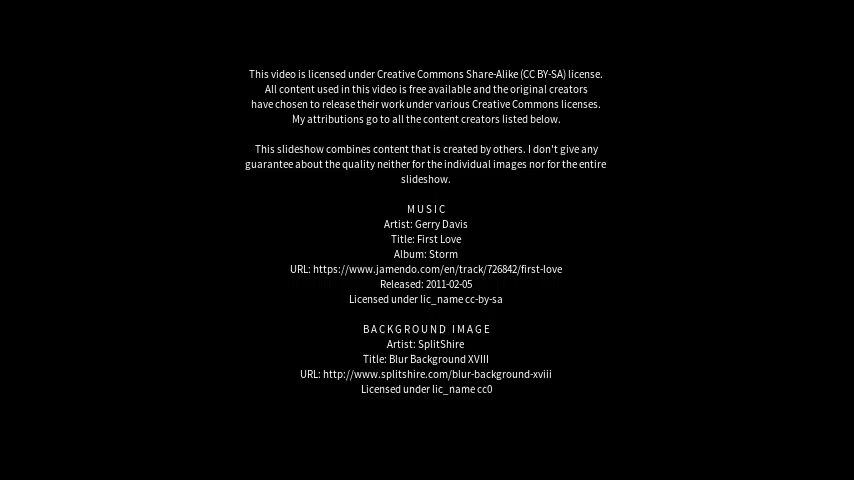 This video is licensed under Creative Commons Share-Alike (CC BY-SA) license.
All content used in this video is free available and the original creators
have chosen to release their work under various Creative Commons licenses.
My attributions go to all the content creators listed below.
This slideshow combines content that is created by others. I don't give any
guarantee about the quality neither for the individual images nor for the entire
slideshow.
MUSIC
Artist: Gerry Davis
Title: First Love
Album: Storm
URL: https://www.jamendo.com/en/track/726842/first-love
Released: 2011-02-05
Licensed under lic_name cc-by-sa
BACKGROUND IMAGE
Artist: SplitShire
Title: Blur Background XVIII
URL: http://www.splitshire.com/blur-background-xviii
Licensed under lic_name cc0